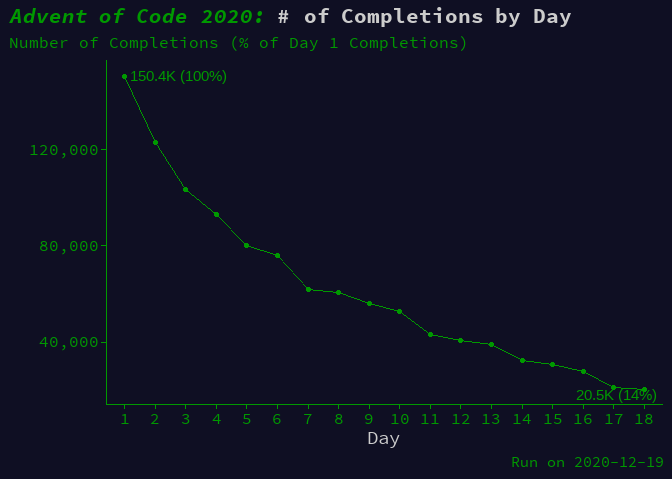 Advent of Code 2020: # of Completions by Day
Number of Completions (% of Day 1 Completions)
150.4K (100%)
120,000
80,000
40,000
20.5K (14%)
1 2 3 4 5 6 7 8 9 10 11 12 13 14 15 16 17 18
Day
Run on 2020-12-19